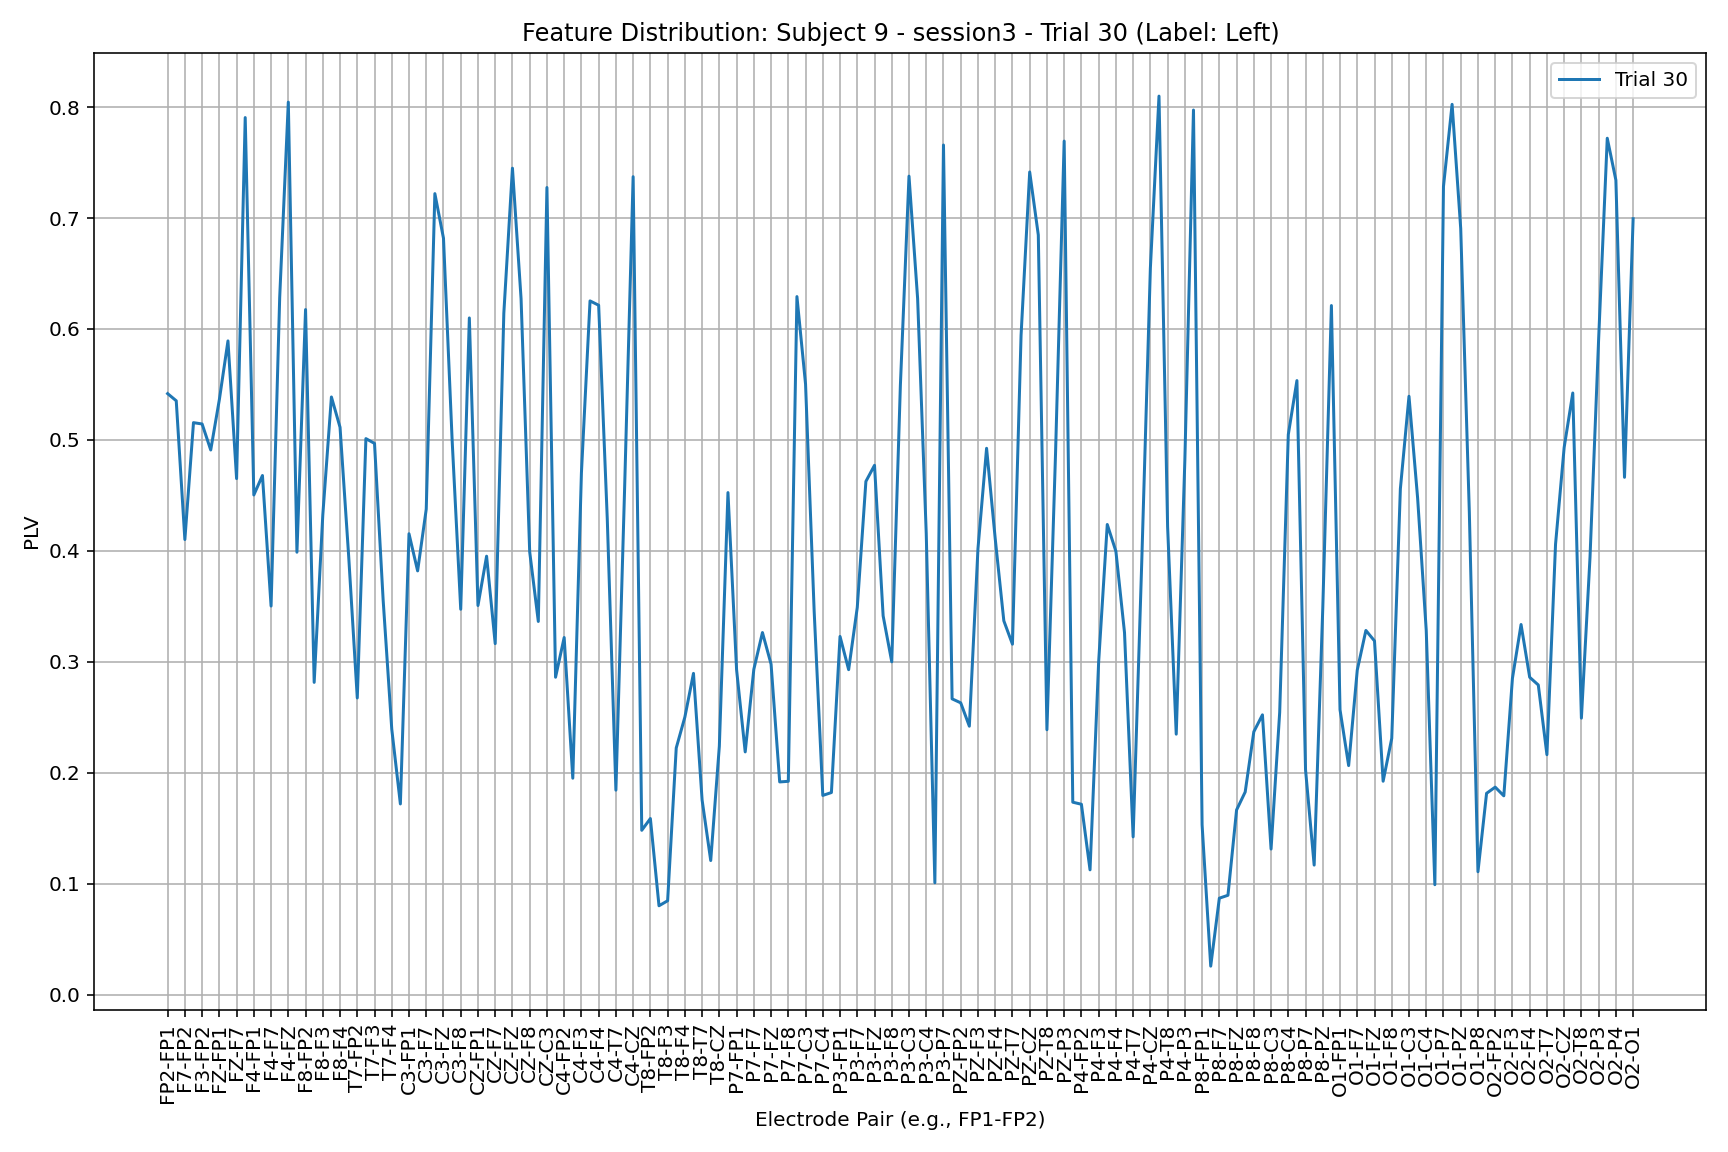 Feature Distribution: Subject 9 - session3 - Trial 30 (Label: Left)
Trial 30
PLV
0.8
0.7
0.6
0.5
0.4
0.3
0.2
0.1
0.0
FP2-FP1
F7-FP2
F3-FP2
FZ-FP1
FZ-F7
F4-FP1
F4-F7
F4-FZ
F8-FP2
F8-F3
F8-F4
T7-FP2
T7-F3
T7-F4
C3-FP1
C3-F7
C3-FZ
C3-F8
CZ-FP1
CZ-F7
CZ-FZ
CZ-F8
CZ-C3
C4-FP2
C4-F3
C4-F4
C4-T7
C4-CZ
T8-FP2
T8-F3
T8-F4
T8-T7
T8-CZ
P7-FP1
P7-F7
P7-FZ
P7-F8
P7-C3
P7-C4
P3-FP1
P3-F7
P3-FZ
P3-F8
P3-C3
P3-C4
P3-P7
PZ-FP2
PZ-F3
PZ-F4
PZ-T7
PZ-CZ
PZ-T8
PZ-P3
P4-FP2
P4-F3
P4-F4
P4-T7
P4-CZ
P4-T8
P4-P3
P8-FP1
P8-F7
P8-FZ
P8-F8
P8-C3
P8-C4
P8-P7
P8-PZ
O1-FP1
O1-F7
O1-FZ
O1-F8
O1-C3
O1-C4
O1-P7
O1-PZ
O1-P8
O2-FP2
O2-F3
O2-F4
O2-T7
O2-CZ
O2-T8
O2-P3
O2-P4
O2-O1
Electrode Pair (e.g., FP1-FP2)